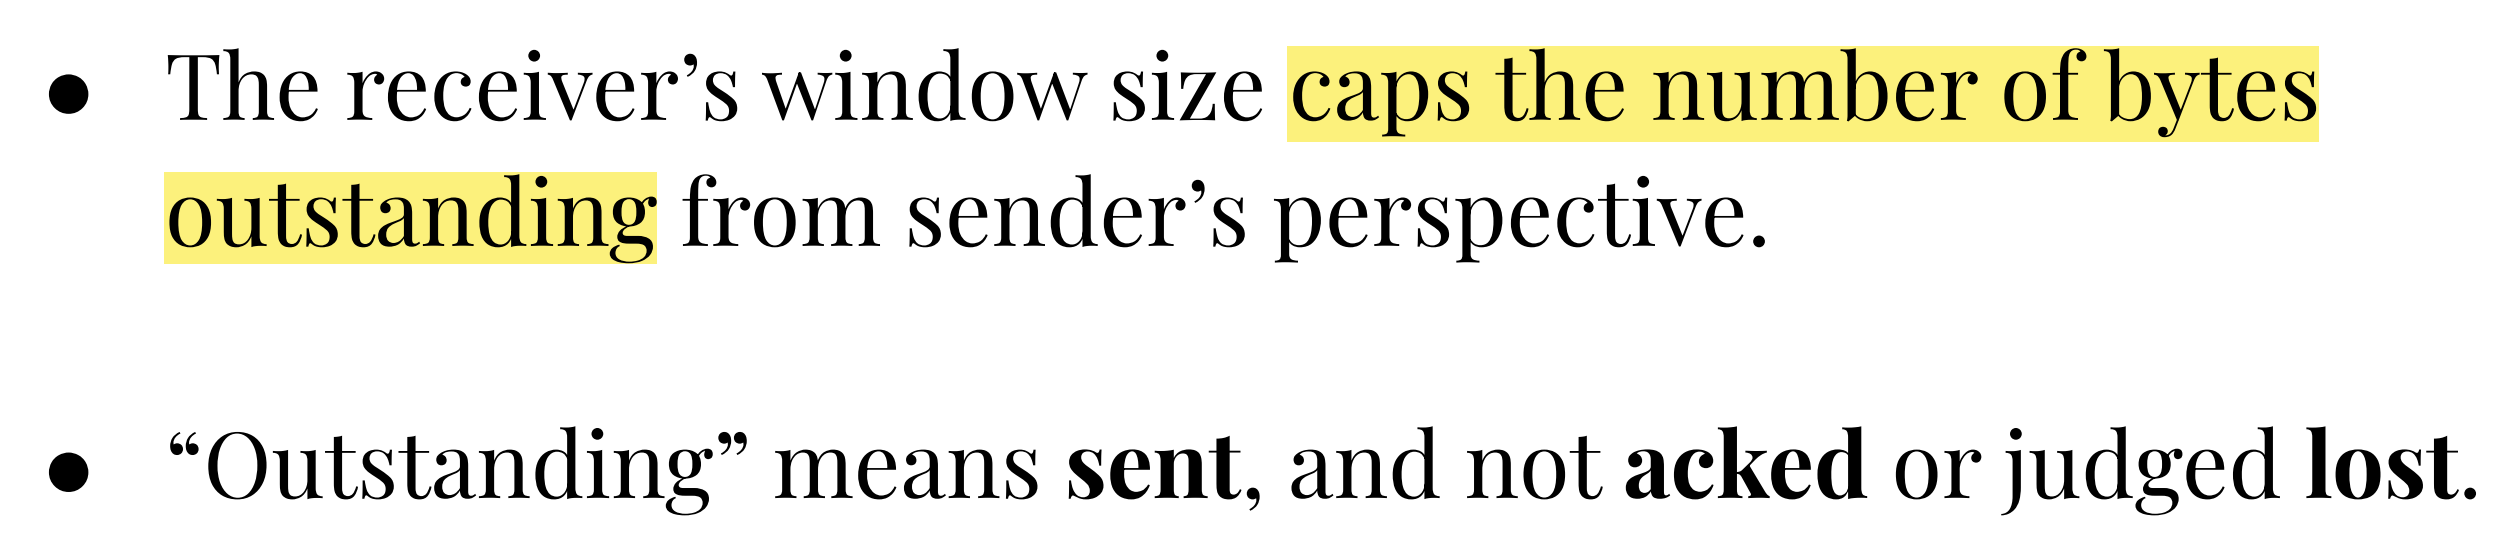 • The receiver’s window size caps the number of bytes
outstanding from sender’s perspective.
• “Outstanding” means sent, and not acked or judged lost.